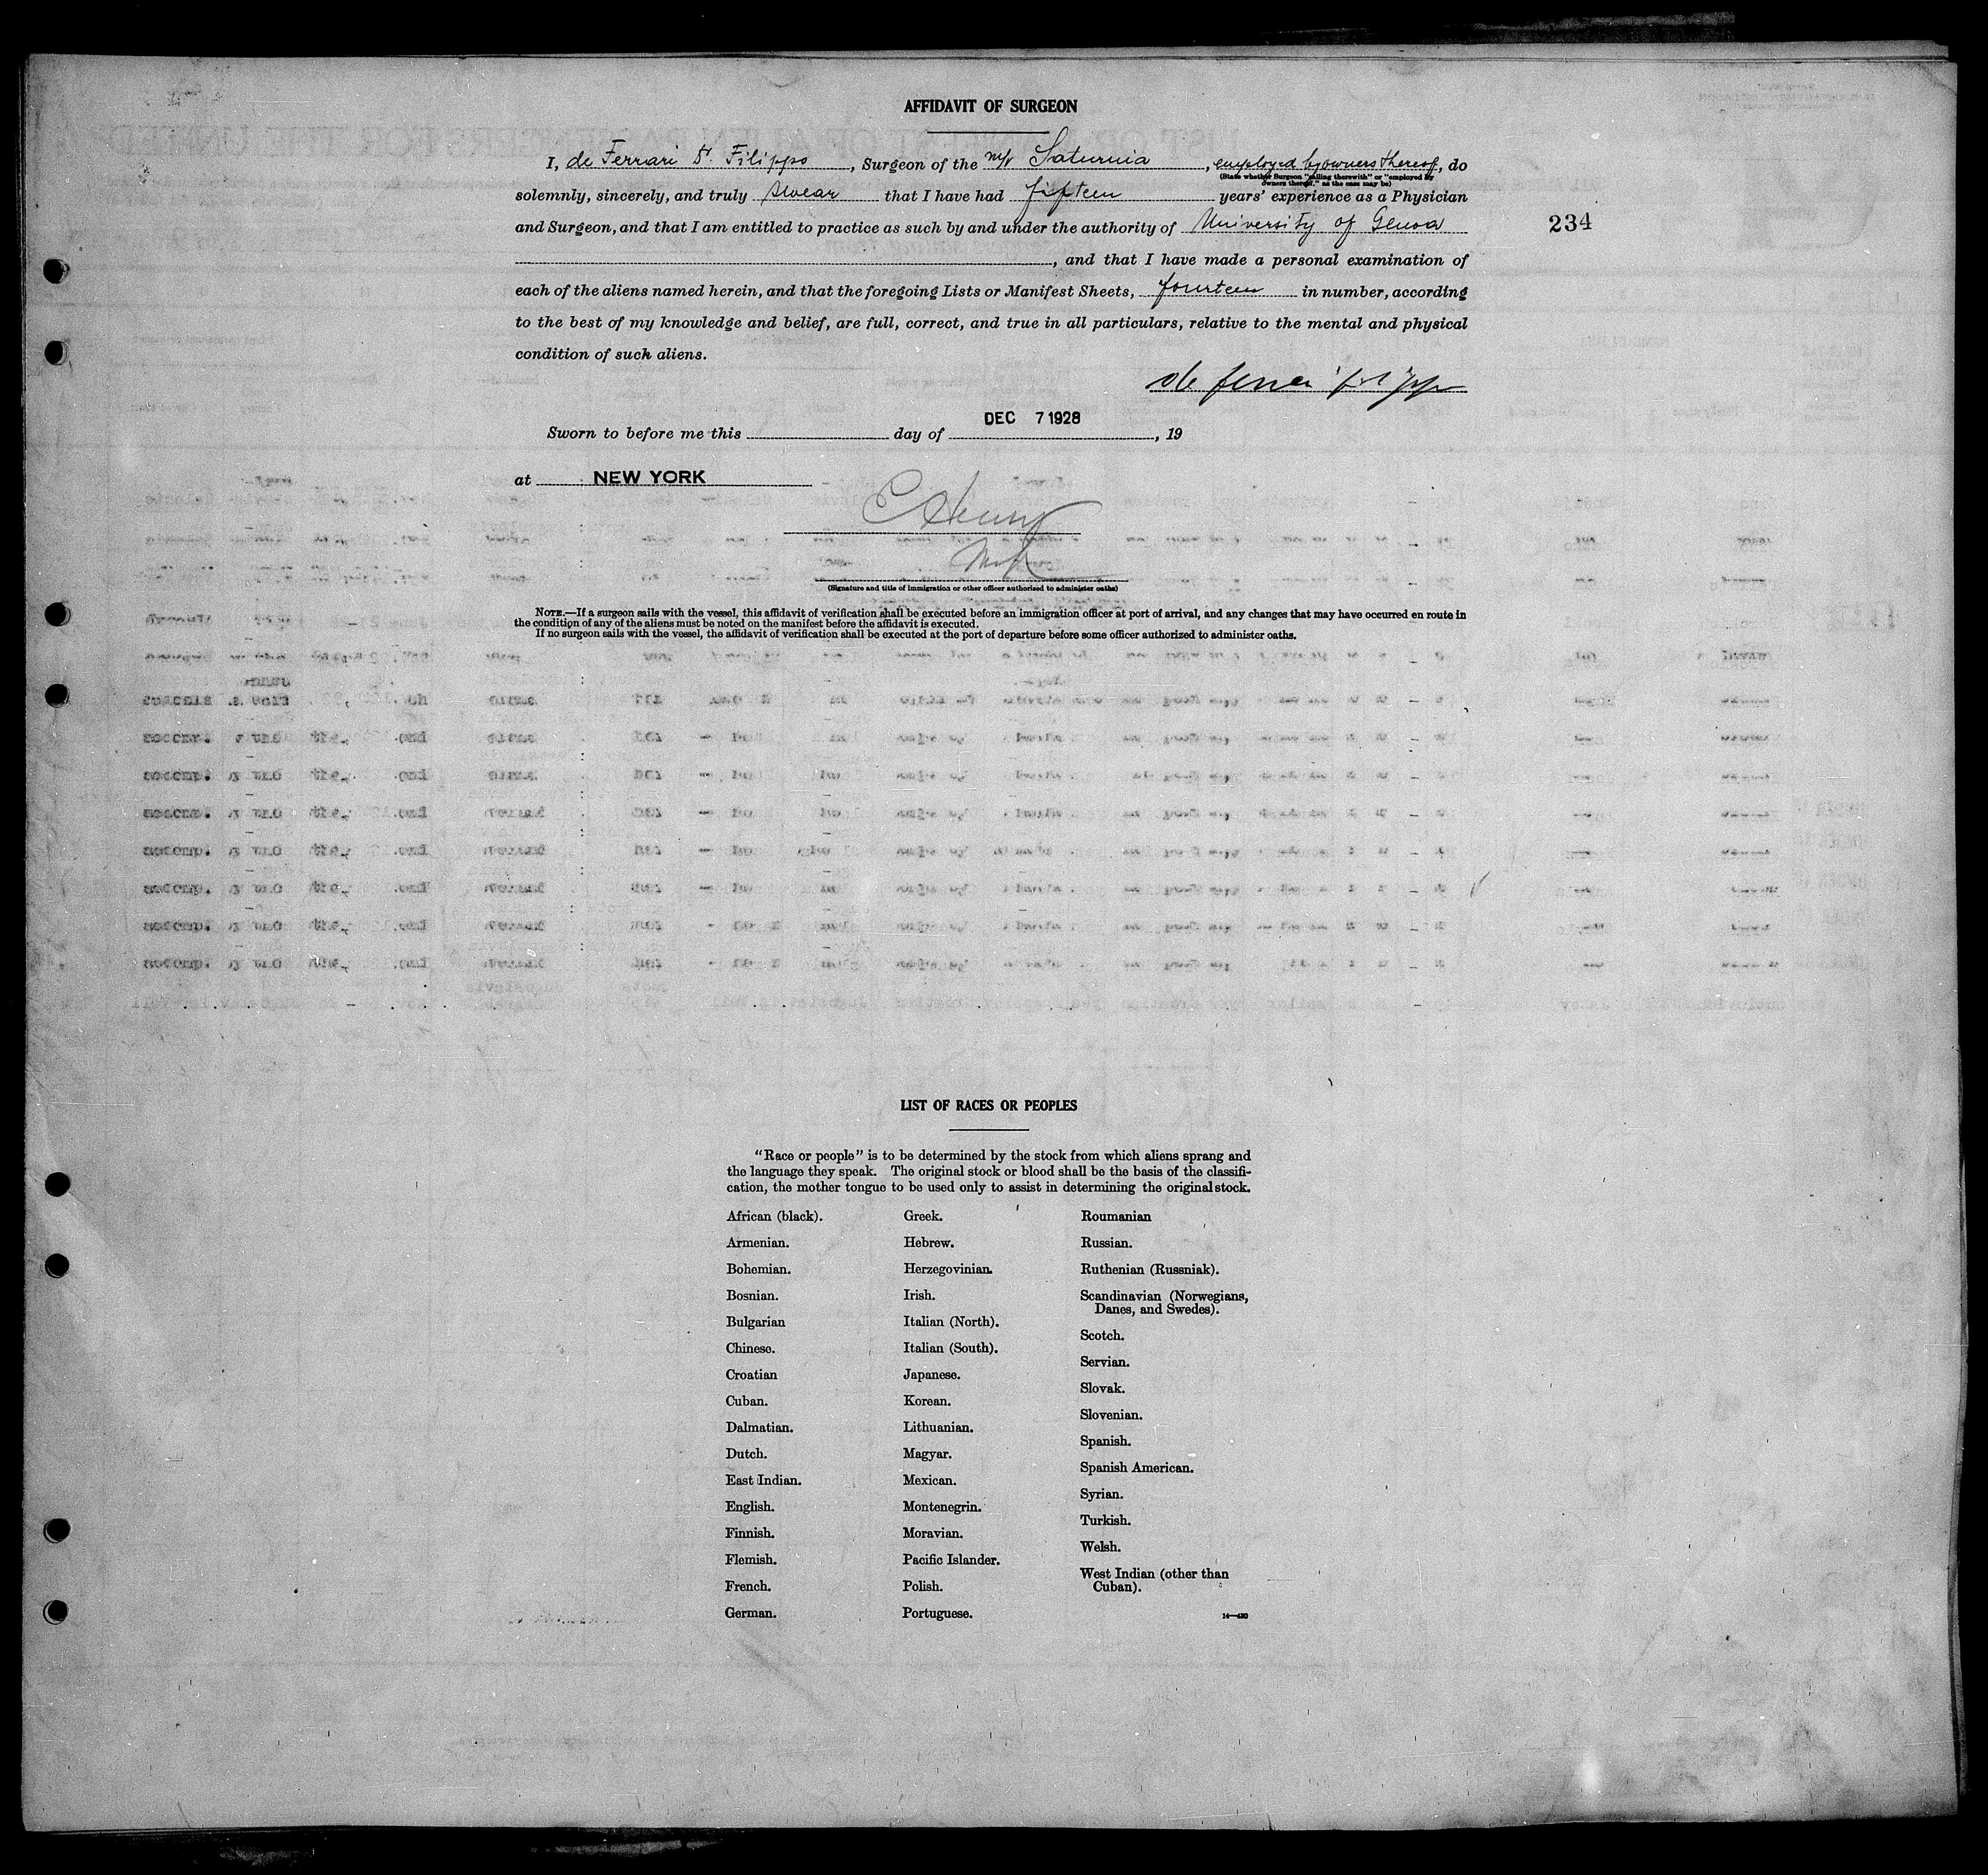 AFFIDAVIT OF SURGEON
I, de Ferrari Dr. Filippo, Surgeon of the m/v Saturnia, employed by owners thereof, do
(State whether Surgeon "sailing therewith" or "employed by
owners thereof," as the case may be)
solemnly, sincerely, and truly swear that I have had fifteen years' experience as a Physician
and Surgeon, and that I am entitled to practice as such by and under the authority of University of Genoa
234
, and that I have made a personal examination of
each of the aliens named herein, and that the foregoing Lists or Manifest Sheets, fourteen in number, according
to the best of my knowledge and belief, are full, correct, and true in all particulars, relative to the mental and physical
condition of such aliens.
de Ferrari Filippo
DEC 7 1928
Sworn to before me this day of , 19
at NEW YORK
(Signature and title of immigration or other officer authorized to administer oaths)
NOTE.—If a surgeon sails with the vessel, this affidavit of verification shall be executed before an immigration officer at port of arrival, and any changes that may have occurred en route in
the condition of any of the aliens must be noted on the manifest before the affidavit is executed.
If no surgeon sails with the vessel, the affidavit of verification shall be executed at the port of departure before some officer authorized to administer oaths.
LIST OF RACES OR PEOPLES
"Race or people" is to be determined by the stock from which aliens sprang and
the language they speak. The original stock or blood shall be the basis of the classifi-
cation, the mother tongue to be used only to assist in determining the original stock.
African (black).
Armenian.
Bohemian.
Bosnian.
Bulgarian
Chinese.
Croatian
Cuban.
Dalmatian.
Dutch.
East Indian.
English.
Finnish.
Flemish.
French.
German.
Greek.
Hebrew.
Herzegovinian.
Irish.
Italian (North).
Italian (South).
Japanese.
Korean.
Lithuanian.
Magyar.
Mexican.
Montenegrin.
Moravian.
Pacific Islander.
Polish.
Portuguese.
Roumanian
Russian.
Ruthenian (Russniak).
Scandinavian (Norwegians,
Danes, and Swedes).
Scotch.
Servian.
Slovak.
Slovenian.
Spanish.
Spanish American.
Syrian.
Turkish.
Welsh.
West Indian (other than
Cuban).